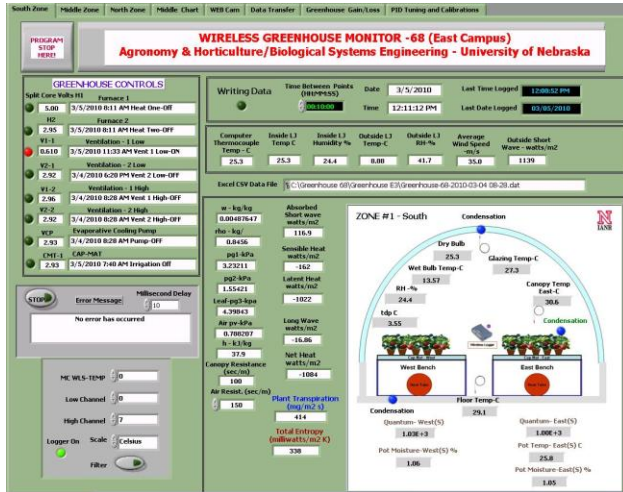 South Zone Middle Zone North Zone Middle Chart WEB Cam Data Transfer Greenhouse Gain/Loss PID Tuning and Calibrations
PROGRAM
STOP
HERE!
WIRELESS GREENHOUSE MONITOR -68 (East Campus)
Agronomy & Horticulture/Biological Systems Engineering - University of Nebraska
GREENHOUSE CONTROLS
Split Core Volts H1 Furnace 1
5.00 3/5/2010 8:11 AM Heat One-Off
H2 Furnace 2
2.95 3/5/2010 8:11 AM Heat Two-OFF
V1-1 Ventilation - 1 Low
0.610 3/5/2010 11:33 AM Vent 1 Low-ON
V2-1 Ventilation - 2 Low
2.92 3/4/2010 6:28 PM Vent 2 Low-OFF
V1-2 Ventilation - 1 High
2.96 3/4/2010 8:28 AM Vent 1 High-OFF
V2-2 Ventilation - 2 High
2.92 3/4/2010 8:28 AM Vent 2 High-OFF
VCP Evaporative Cooling Pump
2.93 3/4/2010 8:28 AM Pump-OFF
CMT-1 CAP-MAT
2.93 3/5/2010 7:40 AM Irrigation Off
Writing Data
Time Between Points
(HHMMSS)
00:10:00
Date 3/5/2010
Time 12:11:12 PM
Last Time Logged 12:08:52 PM
Last Date Logged 03/05/2010
Computer
Thermocouple
Temp - C
25.3
Inside LJ
Temp C
25.3
Inside LJ
Humidity %
24.4
Outside LJ
Temp-C
8.08
Outside LJ
RH-%
41.7
Average
Wind Speed
-m/s
35.0
Outside Short
Wave - watts/m2
1139
Excel CSV Data File C:\Greenhouse 68\Greenhouse E3\Greenhouse-68-2010-03-04 08-28.dat
STOP
Error Message
Millisecond Delay
10
No error has occurred
MC WLS-TEMP 0
Low Channel 0
High Channel 7
Logger On Scale Celsius
Filter
w - kg/kg
0.00487647
rho - kg/kg
0.8456
pg1-kPa
3.23211
pg2-kPa
1.55421
Leaf-pg3-kpa
4.39843
Air pv-kPa
0.788207
h - kJ/kg
37.9
Canopy Resistance
(sec/m)
100
Air Resist. (sec/m)
150
Absorbed
Short wave
watts/m2
116.9
Sensible Heat
watts/m2
-162
Latent Heat
watts/m2
-1022
Long Wave
watts/m2
-16.86
Net Heat
watts/m2
-1084
Plant Transpiration
(mg/m2 s)
414
Total Entropy
(milliwatts/m2 K)
338
ZONE #1 - South
Condensation
IANR
Dry Bulb
25.3
Glazing Temp-C
27.3
Wet Bulb Temp-C
13.57
RH -%
24.4
Canopy Temp
East-C
30.6
tdp C
3.55
Condensation
West Bench
East Bench
Condensation
Floor Temp-C
29.1
Quantum- West(S)
1.03E+3
Pot Moisture-West(S) %
1.06
Quantum- East(S)
1.00E+3
Pot Temp- East(S) C
25.8
Pot Moisture-East(S) %
1.05